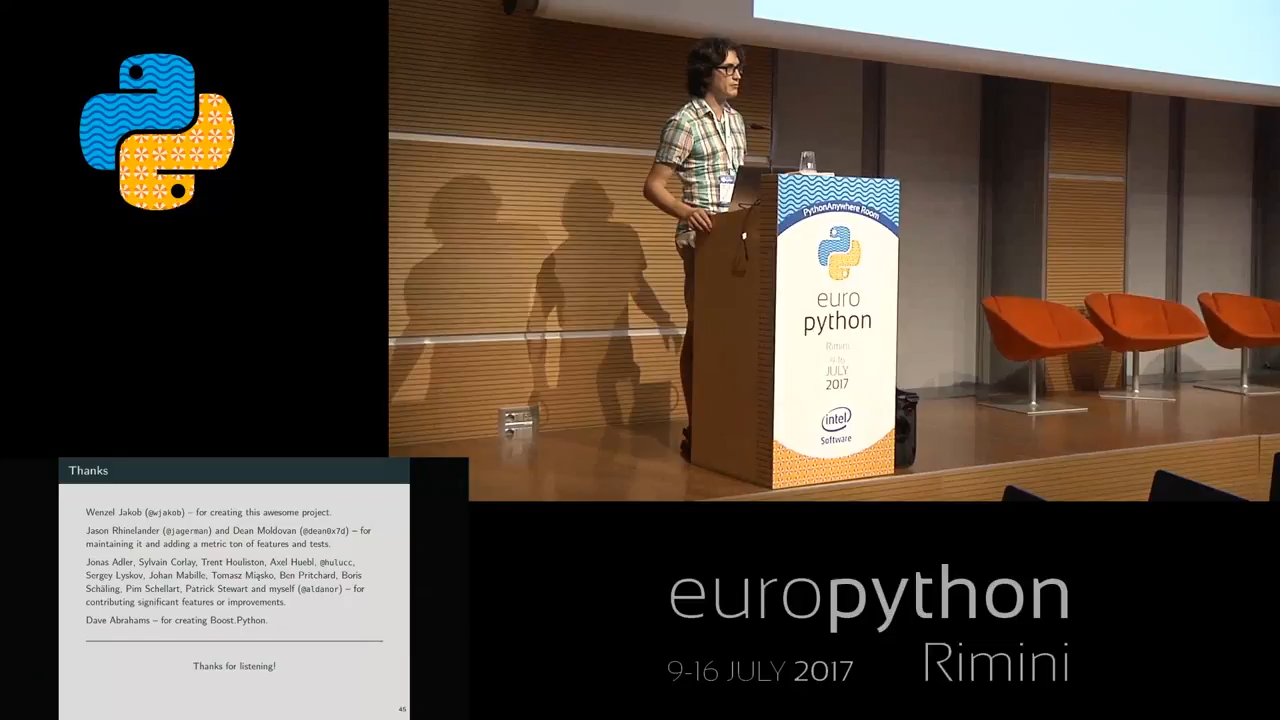 PythonAnywhere Room
euro
python
Rimini
9-16
JULY
2017
intel
Software
Thanks
Wenzel Jakob (@wjakob) – for creating this awesome project.
Jason Rhinelander (@jagerman) and Dean Moldovan (@dean0x7d) – for
maintaining it and adding a metric ton of features and tests.
Jonas Adler, Sylvain Corlay, Trent Houliston, Axel Huebl, @hulucc,
Sergey Lyskov, Johan Mabille, Tomasz Miąsko, Ben Pritchard, Boris
Schäling, Pim Schellart, Patrick Stewart and myself (@aldanor) – for
contributing significant features or improvements.
Dave Abrahams – for creating Boost.Python.
Thanks for listening!
45
europython
9-16 JULY 2017 Rimini